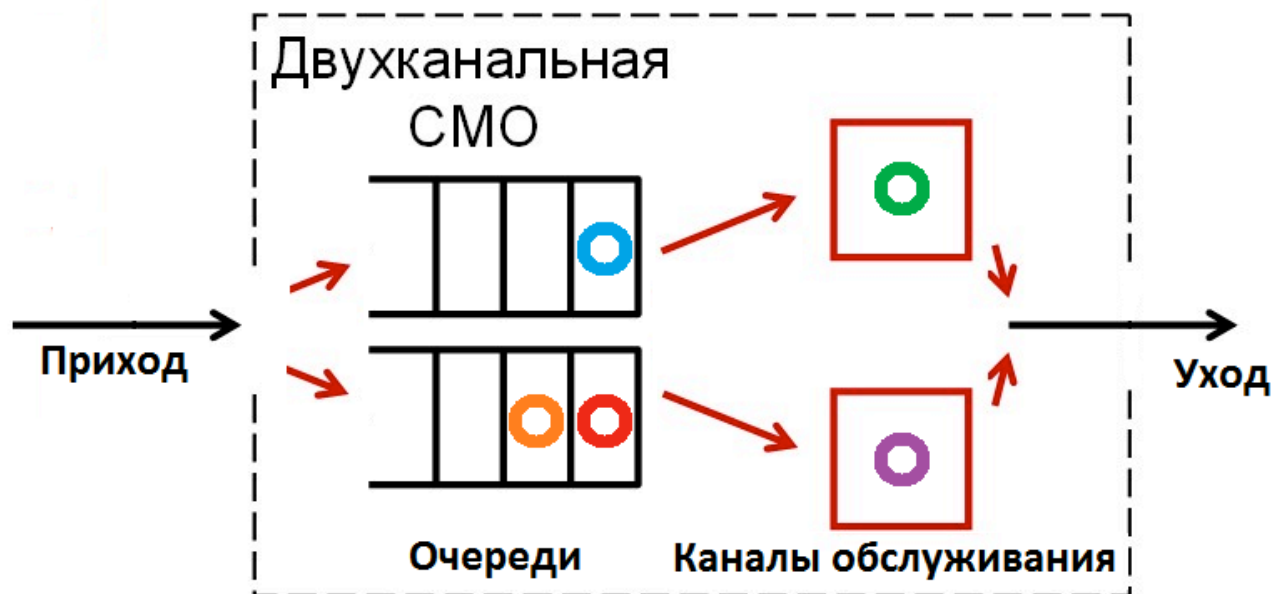 Двухканальная
СМО
Приход
Уход
Очереди
Каналы обслуживания